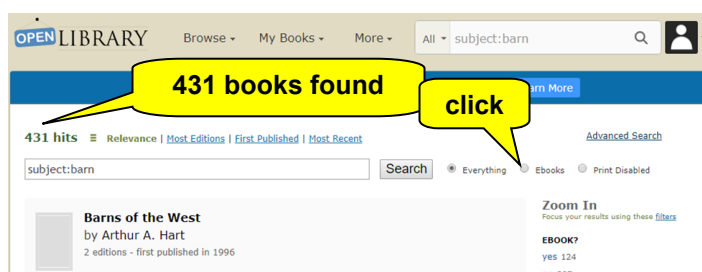 OPEN LIBRARY Browse My Books More All subject:barn
431 books found
click
arn More
431 hits Relevance | Most Editions | First Published | Most Recent Advanced Search
subject:barn Search Everything Ebooks Print Disabled
Zoom In
Focus your results using these filters
Barns of the West
by Arthur A. Hart
2 editions - first published in 1996
EBOOK?
yes 124